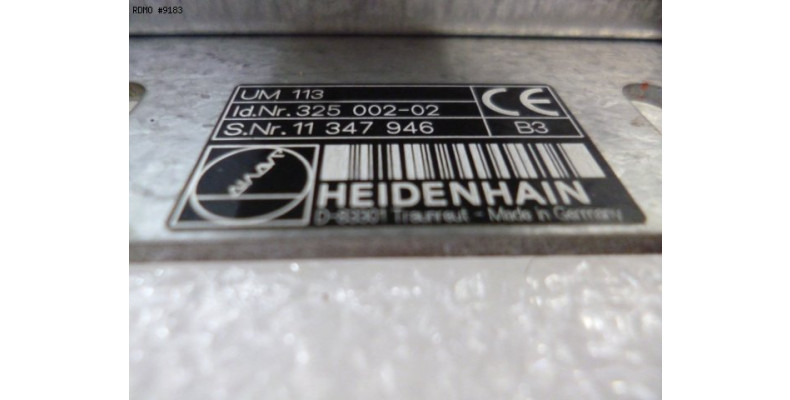 RDMO #9183
UM 113
Id.Nr. 325 002-02
S.Nr. 11 347 946
CE
B3
HEIDENHAIN
Traunreut - Made in Germany